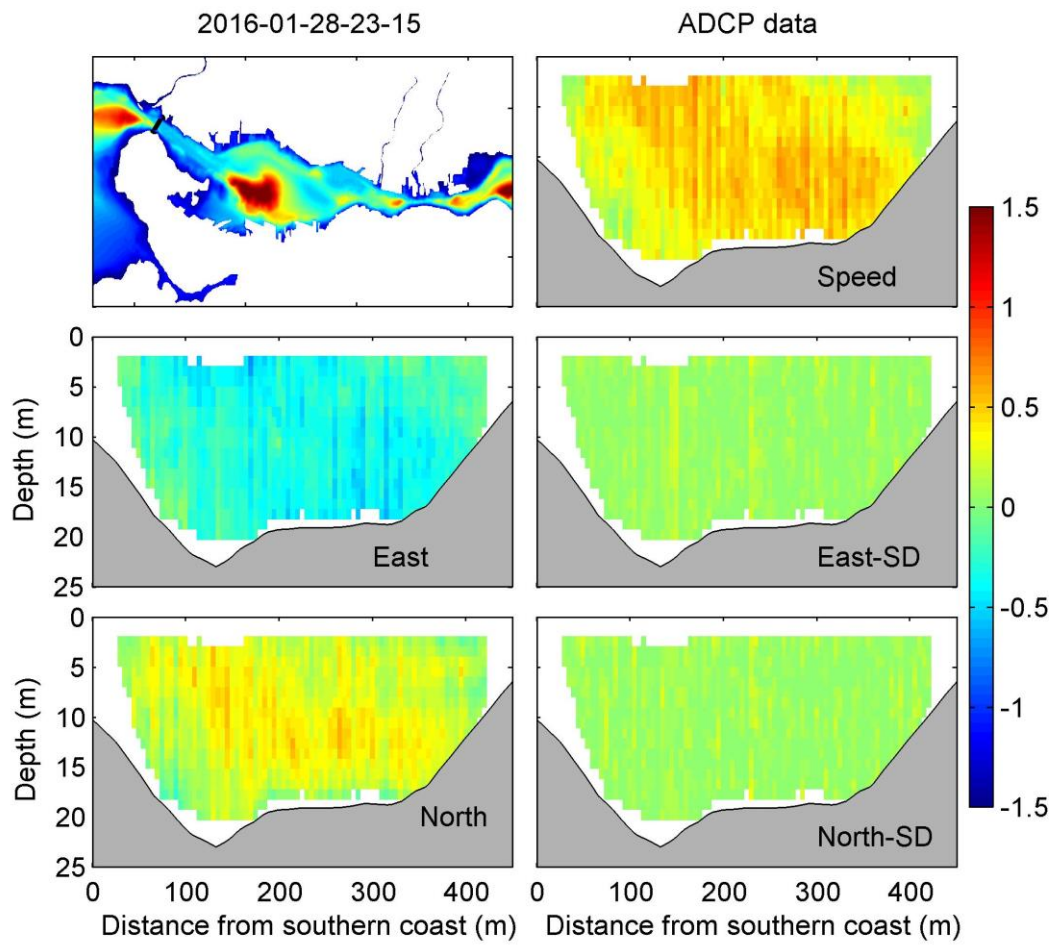 2016-01-28-23-15
ADCP data
Speed
1.5
1
0.5
0
-0.5
-1
-1.5
0
5
10
15
20
25
Depth (m)
East
East-SD
0
5
10
15
20
25
Depth (m)
North
North-SD
0 100 200 300 400
0 100 200 300 400
Distance from southern coast (m)
Distance from southern coast (m)